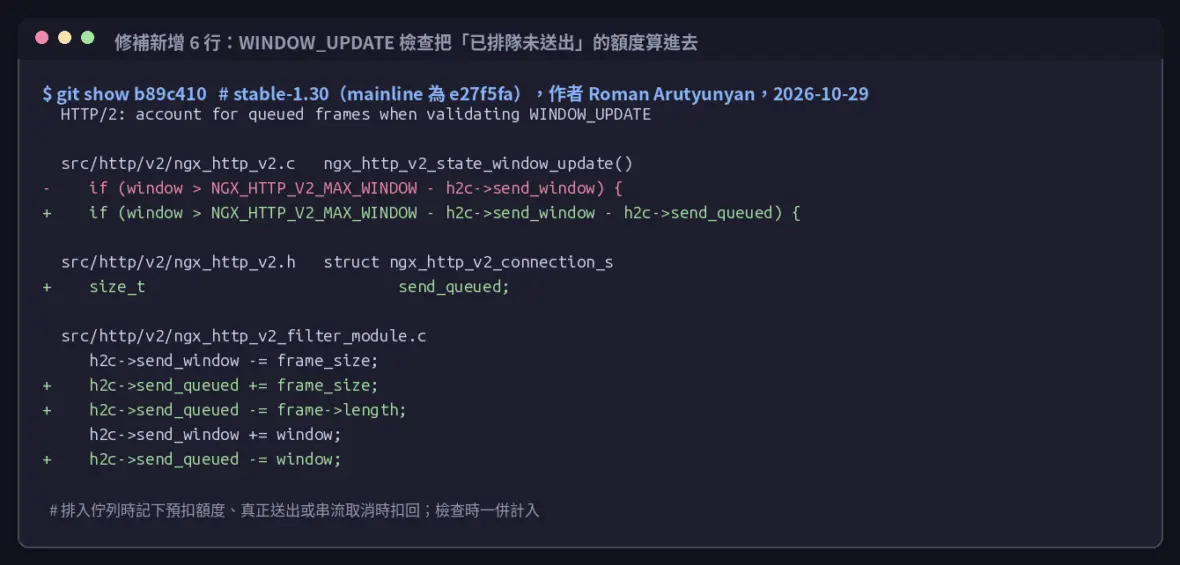 修補新增 6 行：WINDOW_UPDATE 檢查把「已排隊未送出」的額度算進去
$ git show b89c410 # stable-1.30（mainline 為 e27f5fa），作者 Roman Arutyunyan，2026-10-29
HTTP/2: account for queued frames when validating WINDOW_UPDATE
src/http/v2/ngx_http_v2.c ngx_http_v2_state_window_update()
- if (window > NGX_HTTP_V2_MAX_WINDOW - h2c->send_window) {
+ if (window > NGX_HTTP_V2_MAX_WINDOW - h2c->send_window - h2c->send_queued) {
src/http/v2/ngx_http_v2.h struct ngx_http_v2_connection_s
+ size_t send_queued;
src/http/v2/ngx_http_v2_filter_module.c
h2c->send_window -= frame_size;
+ h2c->send_queued += frame_size;
+ h2c->send_queued -= frame->length;
h2c->send_window += window;
+ h2c->send_queued -= window;
# 排入佇列時記下預扣額度、真正送出或串流取消時扣回；檢查時一併計入